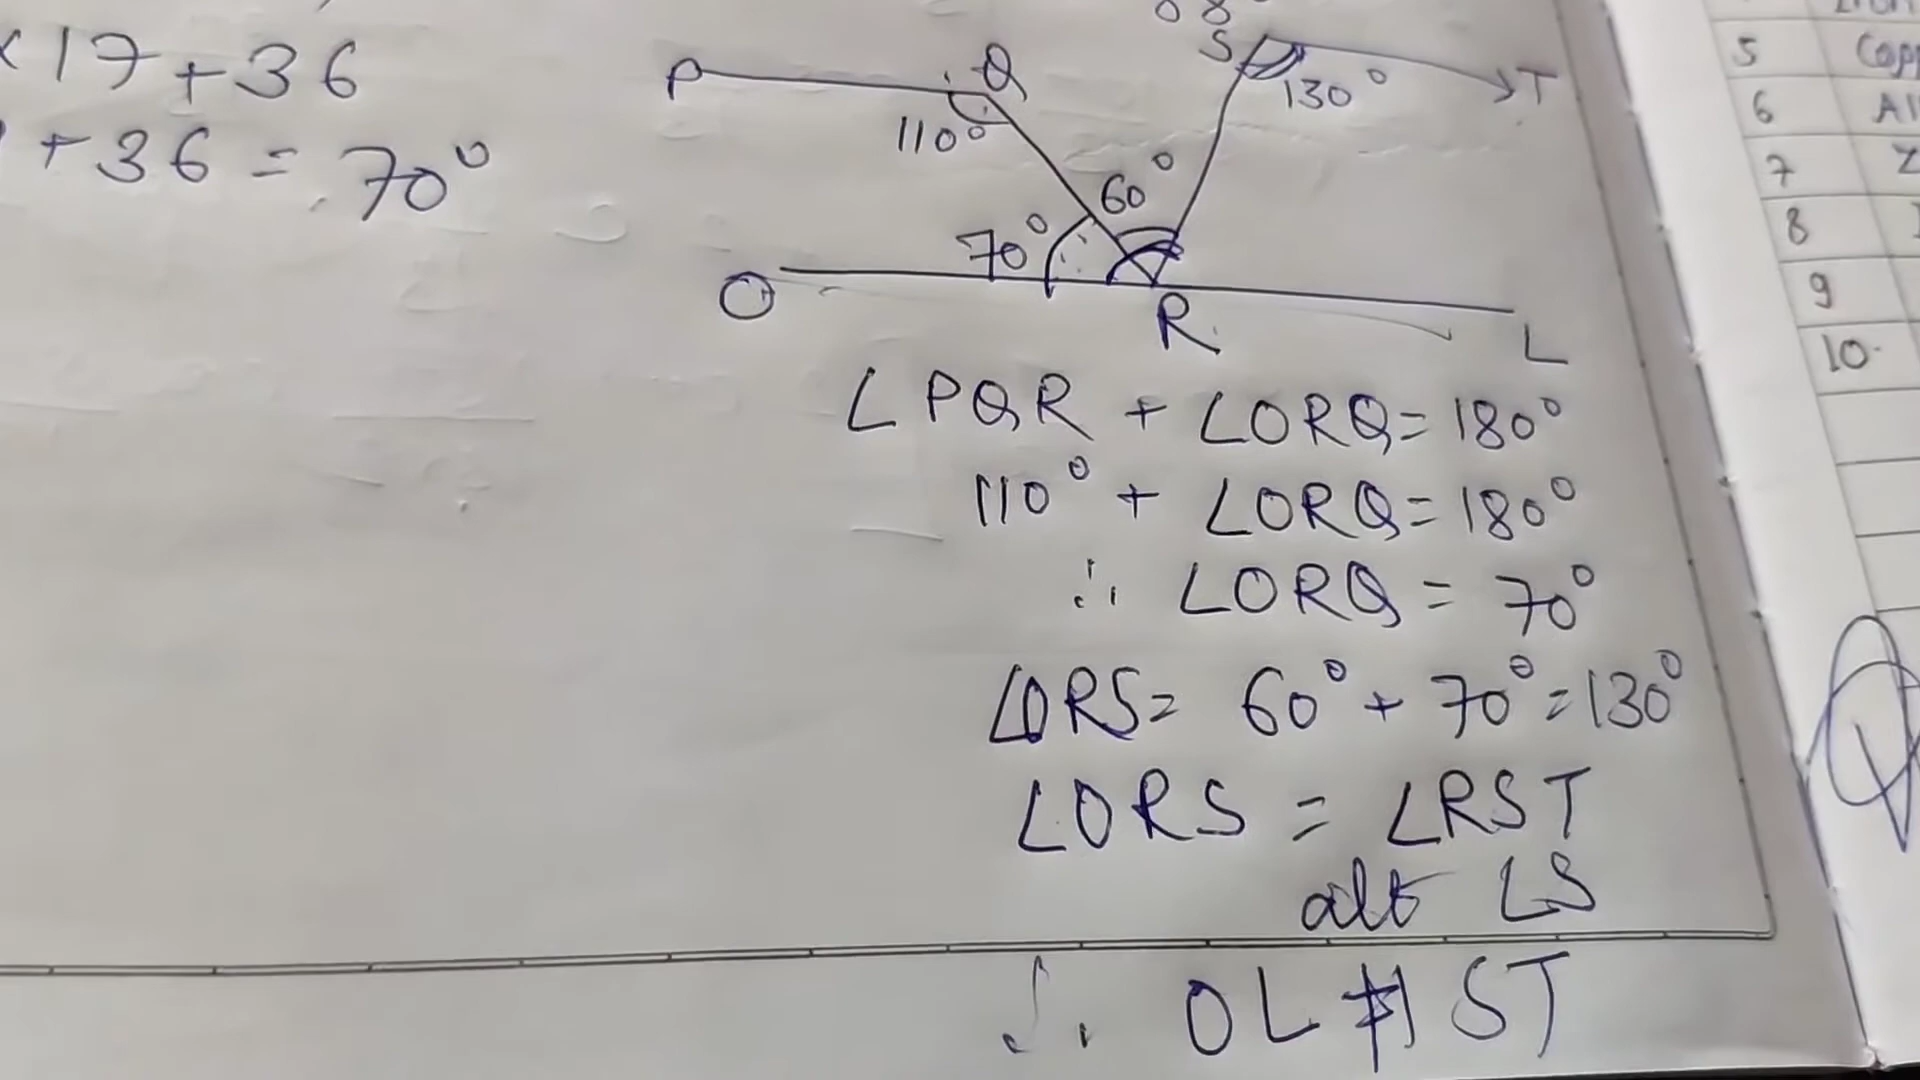 ×17+36
+36 = 70°
P
Q
S
T
110°
130°
60°
70°
O
R
L
∠PQR + ∠ORQ = 180°
110° + ∠ORQ = 180°
∴ ∠ORQ = 70°
∠ORS = 60° + 70° = 130°
∠ORS = ∠RST
alt ∠S
∴ OL ST
5
6 Al
7 Z
8
9
10